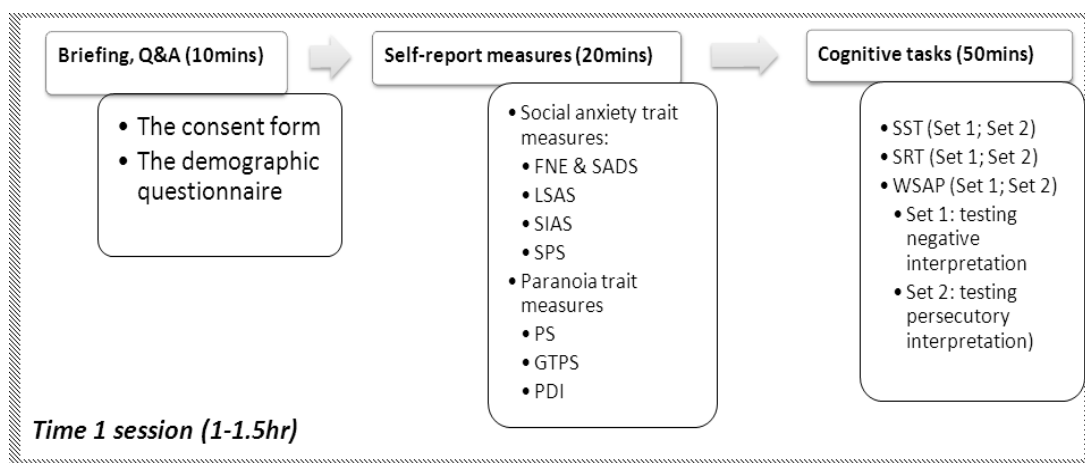 Briefing, Q&A (10mins)
• The consent form
• The demographic
questionnaire
Self-report measures (20mins)
• Social anxiety trait
measures:
• FNE & SADS
• LSAS
• SIAS
• SPS
• Paranoia trait
measures
• PS
• GTPS
• PDI
Cognitive tasks (50mins)
• SST (Set 1; Set 2)
• SRT (Set 1; Set 2)
• WSAP (Set 1; Set 2)
• Set 1: testing
negative
interpretation
• Set 2: testing
persecutory
interpretation)
Time 1 session (1-1.5hr)